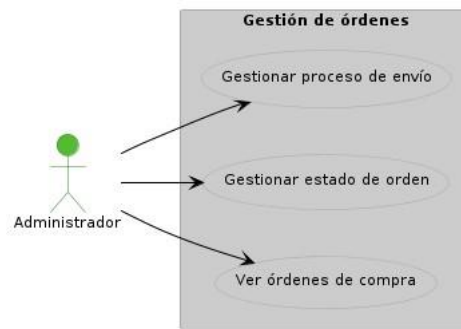 Gestión de órdenes
Gestionar proceso de envío
Gestionar estado de orden
Administrador
Ver órdenes de compra